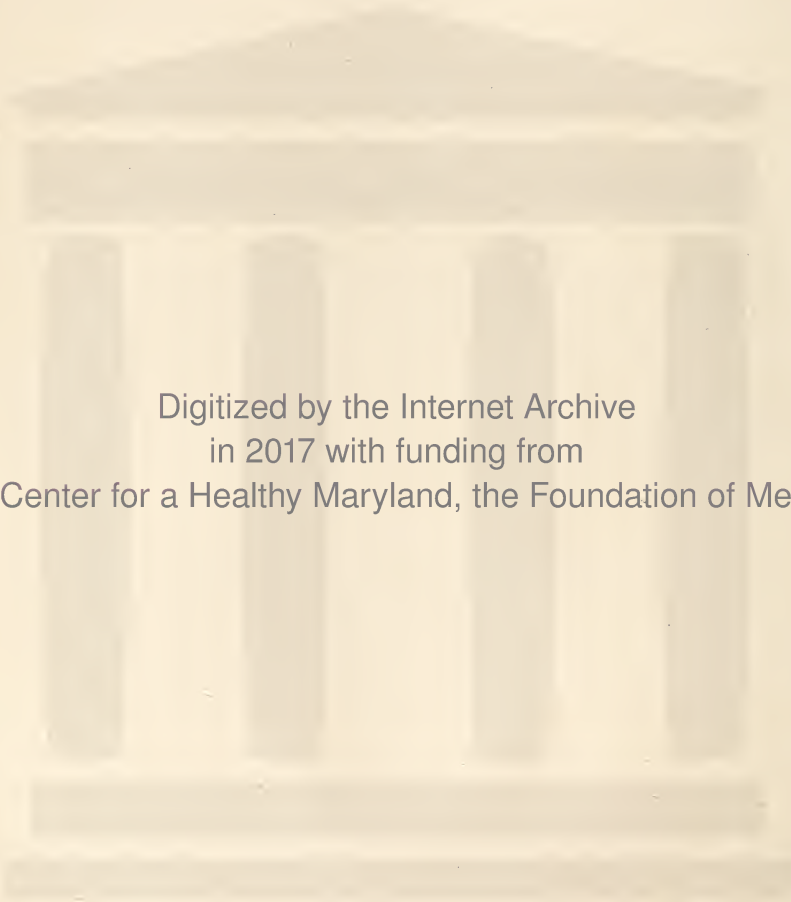 Digitized by the Internet Archive
in 2017 with funding from
Center for a Healthy Maryland, the Foundation of Me